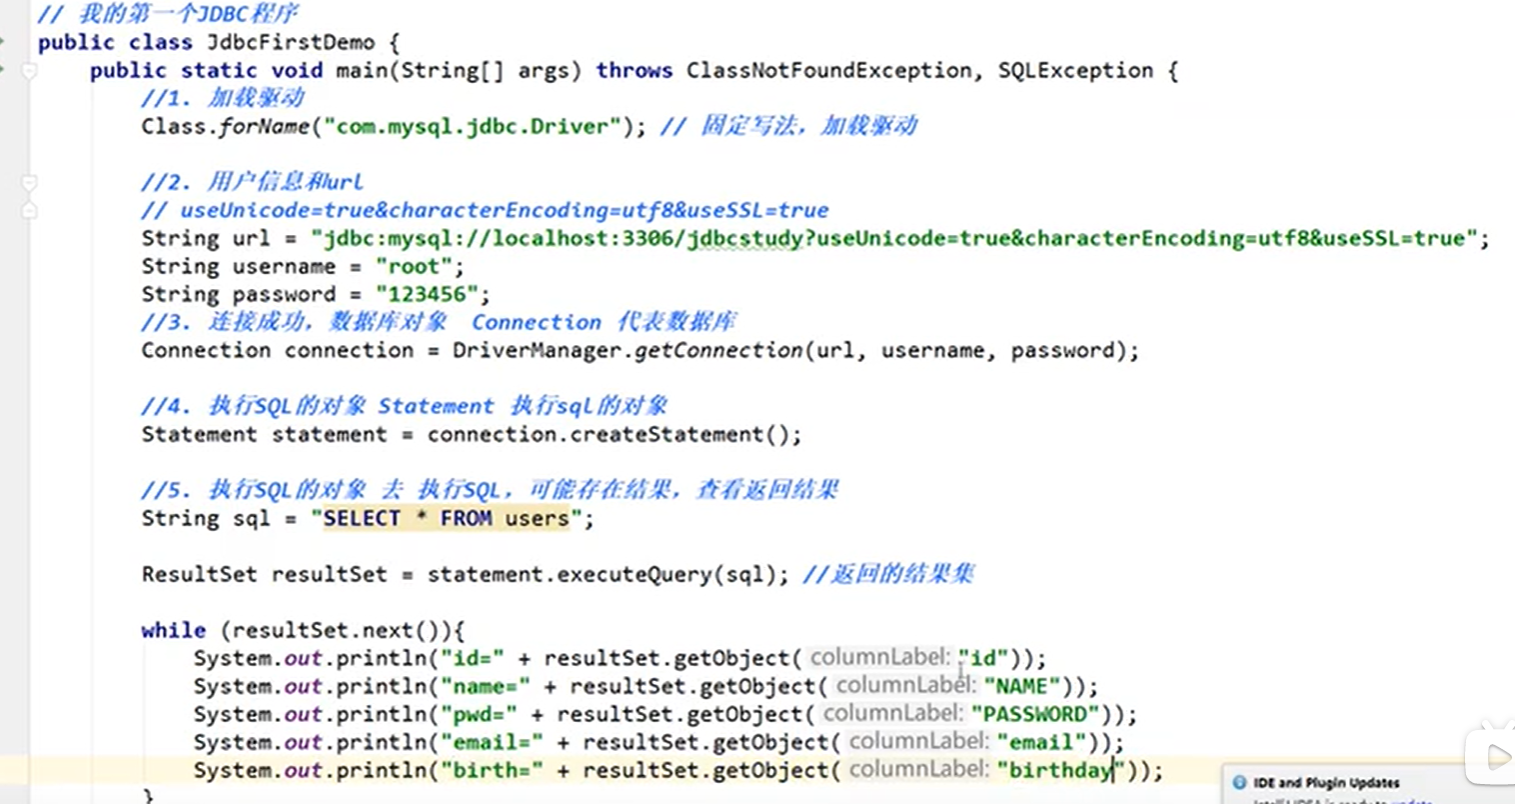 // 我的第一个JDBC程序
public class JdbcFirstDemo {
public static void main(String[] args) throws ClassNotFoundException, SQLException {
//1. 加载驱动
Class.forName("com.mysql.jdbc.Driver"); // 固定写法，加载驱动
//2. 用户信息和url
// useUnicode=true&characterEncoding=utf8&useSSL=true
String url = "jdbc:mysql://localhost:3306/jdbcstudy?useUnicode=true&characterEncoding=utf8&useSSL=true";
String username = "root";
String password = "123456";
//3. 连接成功，数据库对象 Connection 代表数据库
Connection connection = DriverManager.getConnection(url, username, password);
//4. 执行SQL的对象 Statement 执行sql的对象
Statement statement = connection.createStatement();
//5. 执行SQL的对象 去 执行SQL，可能存在结果，查看返回结果
String sql = "SELECT * FROM users";
ResultSet resultSet = statement.executeQuery(sql); //返回的结果集
while (resultSet.next()){
System.out.println("id=" + resultSet.getObject( columnLabel: "id"));
System.out.println("name=" + resultSet.getObject( columnLabel: "NAME"));
System.out.println("pwd=" + resultSet.getObject( columnLabel: "PASSWORD"));
System.out.println("email=" + resultSet.getObject( columnLabel: "email"));
System.out.println("birth=" + resultSet.getObject( columnLabel: "birthday"));
}
IDE and Plugin Updates